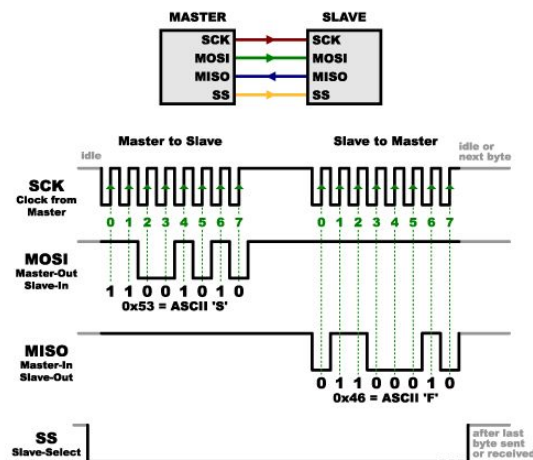 MASTER SLAVE
SCK SCK
MOSI MOSI
MISO MISO
SS SS
Master to Slave Slave to Master
idle
idle or
next byte
SCK
Clock from
Master
0 1 2 3 4 5 6 7 0 1 2 3 4 5 6 7
MOSI
Master-Out
Slave-In
1 1 0 0 1 0 1 0
0x53 = ASCII 'S'
MISO
Master-In
Slave-Out
0 1 1 0 0 0 1 0
0x46 = ASCII 'F'
SS
Slave-Select
after last
byte sent
or received